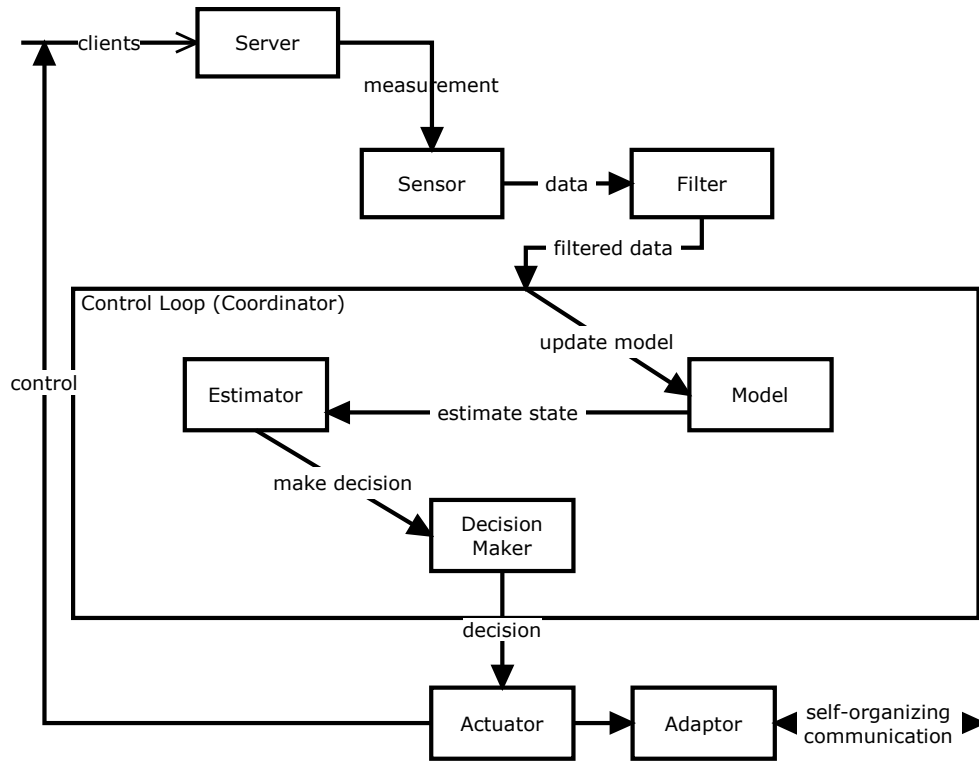 clients
Server
measurement
Sensor
data
Filter
filtered data
Control Loop (Coordinator)
update model
control
Estimator
estimate state
Model
make decision
Decision
Maker
decision
Actuator
Adaptor
self-organizing
communication